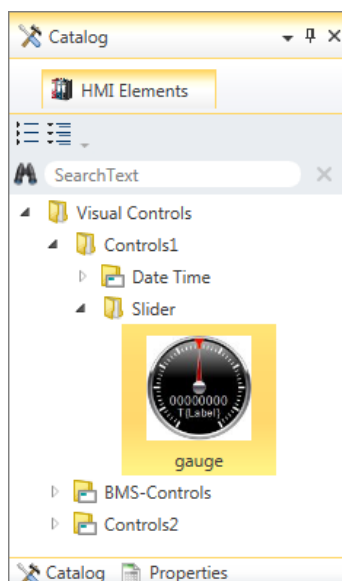 Catalog
HMI Elements
SearchText
Visual Controls
Controls1
Date Time
Slider
00000000
T{Label}
gauge
BMS-Controls
Controls2
Catalog Properties